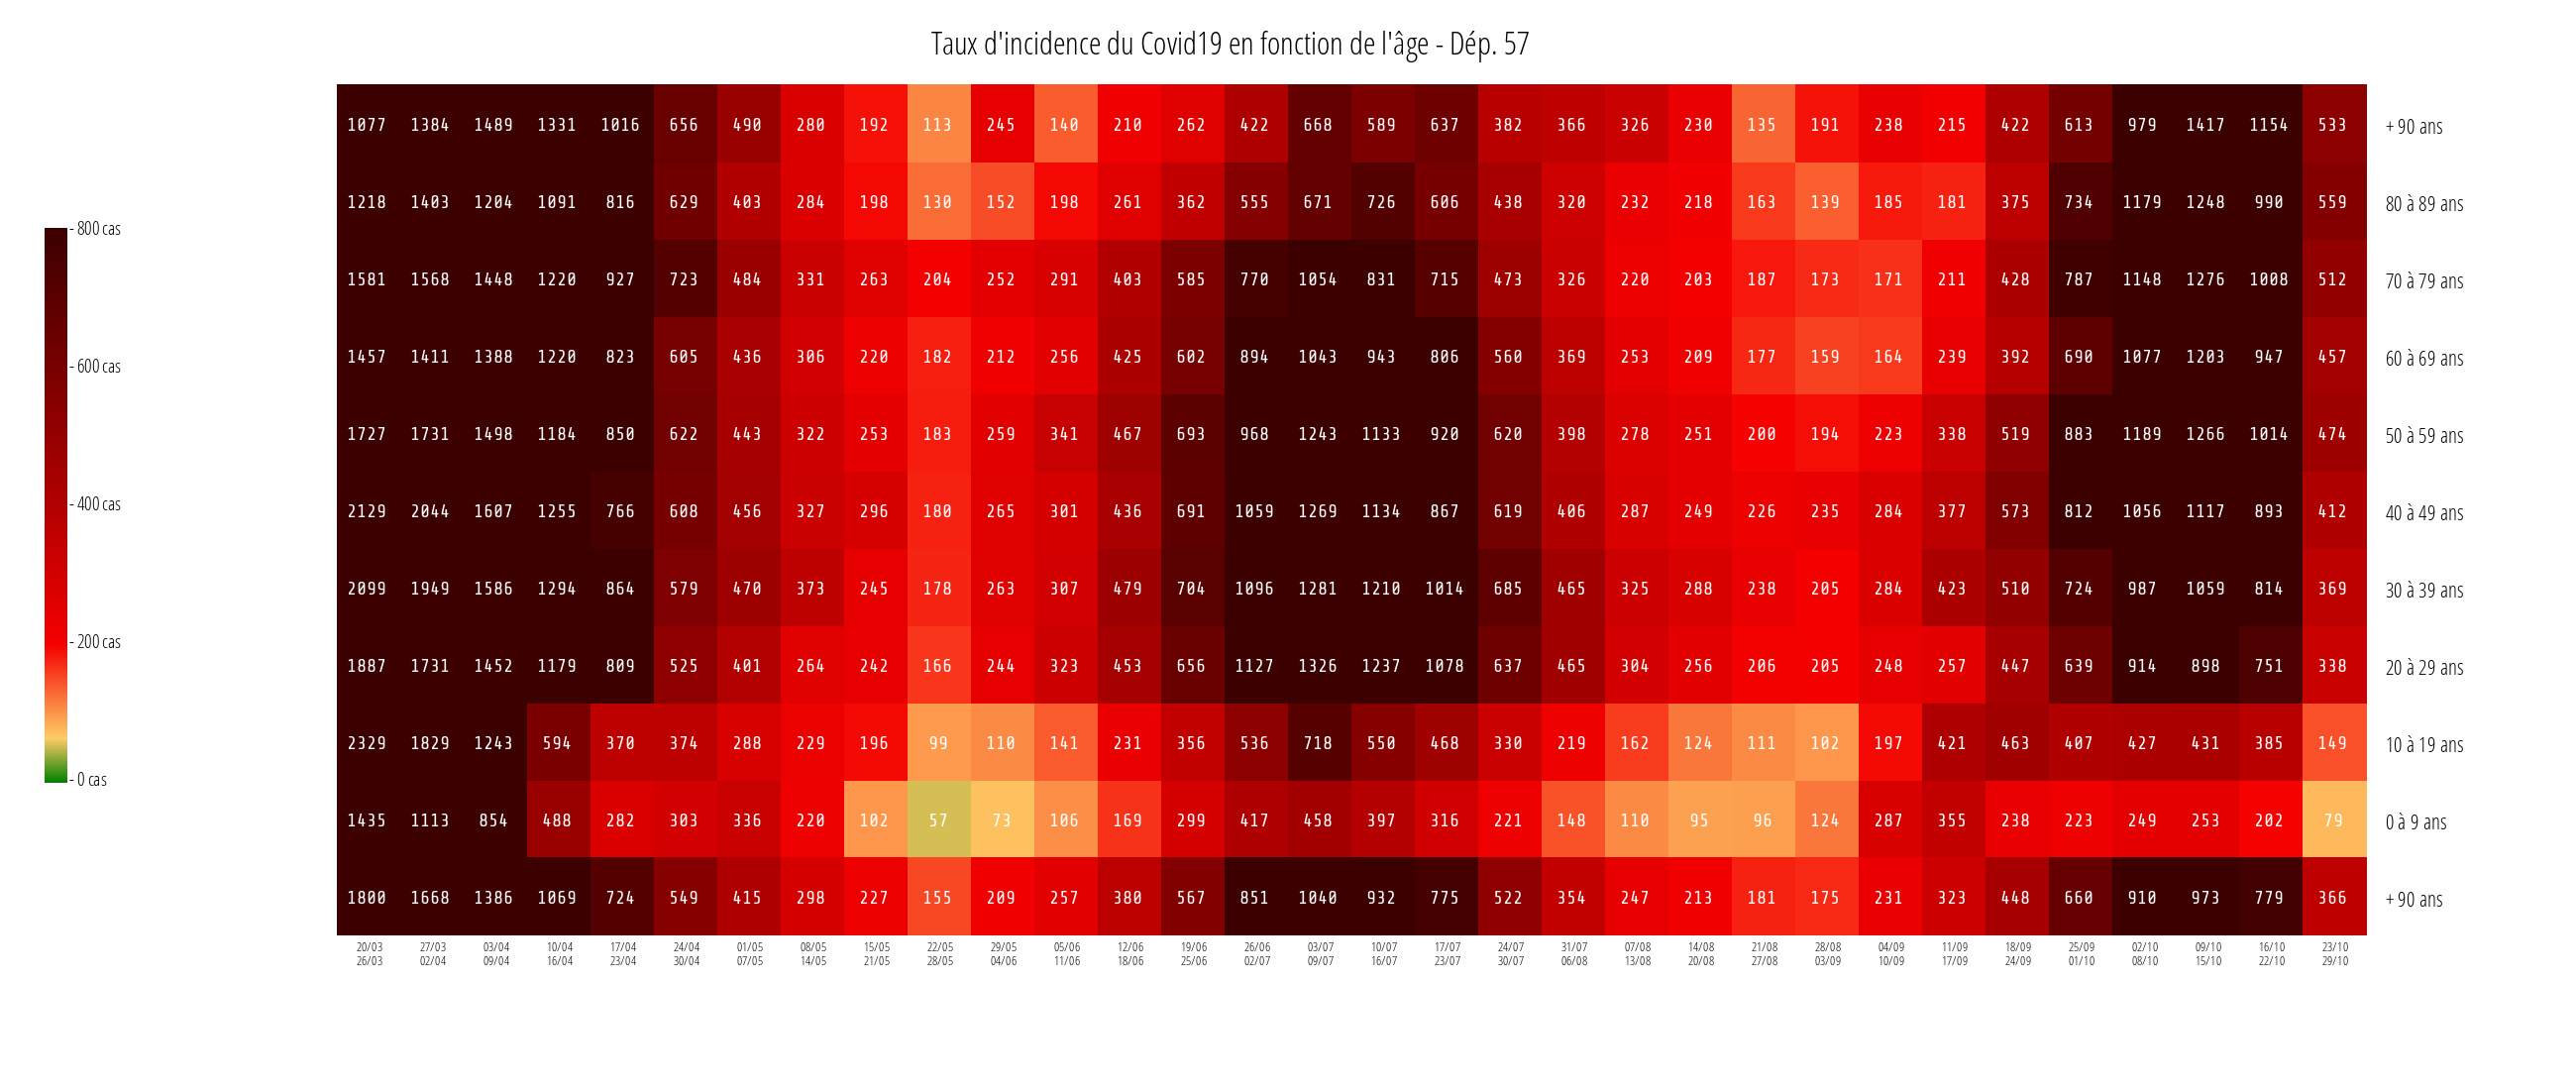 Taux d'incidence du Covid19 en fonction de l'âge - Dép. 57
- 800 cas
- 600 cas
- 400 cas
- 200 cas
- 0 cas
1077 1384 1489 1331 1016 656 490 280 192 113 245 140 210 262 422 668 589 637 382 366 326 230 135 191 238 215 422 613 979 1417 1154 533 + 90 ans
1218 1403 1204 1091 816 629 403 284 198 130 152 198 261 362 555 671 726 606 438 320 232 218 163 139 185 181 375 734 1179 1248 990 559 80 à 89 ans
1581 1568 1448 1220 927 723 484 331 263 204 252 291 403 585 770 1054 831 715 473 326 220 203 187 173 171 211 428 787 1148 1276 1008 512 70 à 79 ans
1457 1411 1388 1220 823 605 436 306 220 182 212 256 425 602 894 1043 943 806 560 369 253 209 177 159 164 239 392 690 1077 1203 947 457 60 à 69 ans
1727 1731 1498 1184 850 622 443 322 253 183 259 341 467 693 968 1243 1133 920 620 398 278 251 200 194 223 338 519 883 1189 1266 1014 474 50 à 59 ans
2129 2044 1607 1255 766 608 456 327 296 180 265 301 436 691 1059 1269 1134 867 619 406 287 249 226 235 284 377 573 812 1056 1117 893 412 40 à 49 ans
2099 1949 1586 1294 864 579 470 373 245 178 263 307 479 704 1096 1281 1210 1014 685 465 325 288 238 205 284 423 510 724 987 1059 814 369 30 à 39 ans
1887 1731 1452 1179 809 525 401 264 242 166 244 323 453 656 1127 1326 1237 1078 637 465 304 256 206 205 248 257 447 639 914 898 751 338 20 à 29 ans
2329 1829 1243 594 370 374 288 229 196 99 110 141 231 356 536 718 550 468 330 219 162 124 111 102 197 421 463 407 427 431 385 149 10 à 19 ans
1435 1113 854 488 282 303 336 220 102 57 73 106 169 299 417 458 397 316 221 148 110 95 96 124 287 355 238 223 249 253 202 79 0 à 9 ans
1800 1668 1386 1069 724 549 415 298 227 155 209 257 380 567 851 1040 932 775 522 354 247 213 181 175 231 323 448 660 910 973 779 366 + 90 ans
20/03 27/03 03/04 10/04 17/04 24/04 01/05 08/05 15/05 22/05 29/05 05/06 12/06 19/06 26/06 03/07 10/07 17/07 24/07 31/07 07/08 14/08 21/08 28/08 04/09 11/09 18/09 25/09 02/10 09/10 16/10 23/10
26/03 02/04 09/04 16/04 23/04 30/04 07/05 14/05 21/05 28/05 04/06 11/06 18/06 25/06 02/07 09/07 16/07 23/07 30/07 06/08 13/08 20/08 27/08 03/09 10/09 17/09 24/09 01/10 08/10 15/10 22/10 29/10